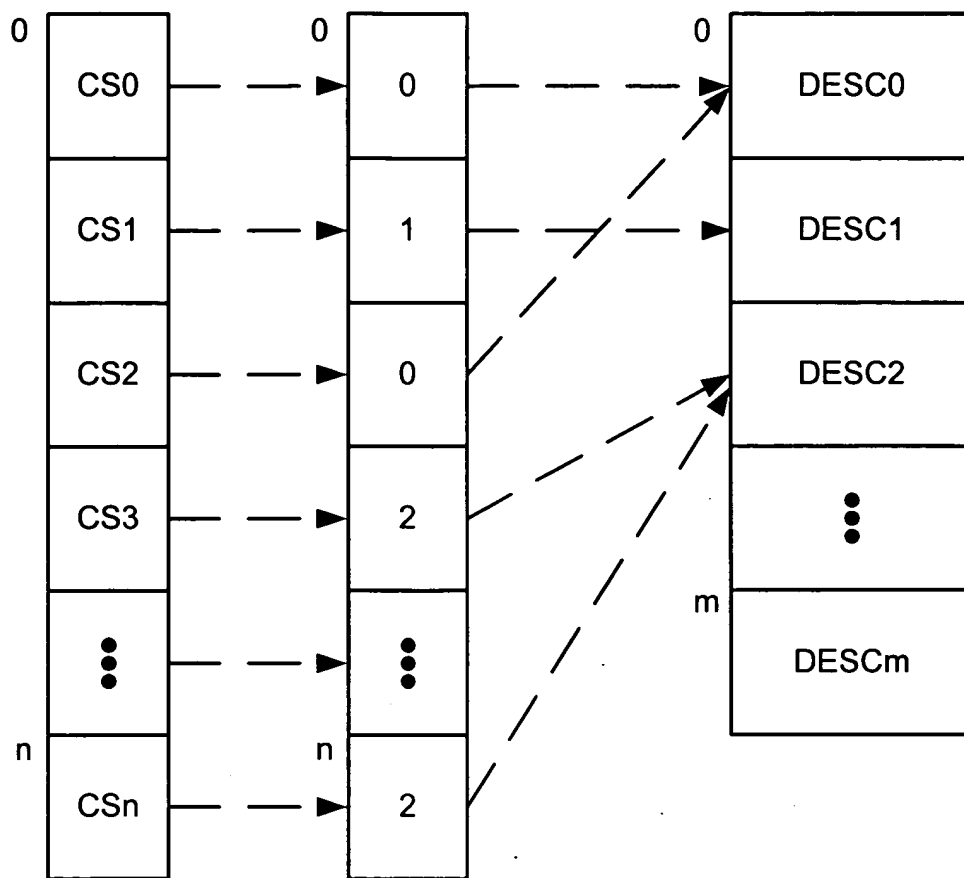 0 0 0
CS0 0 DESC0
CS1 1 DESC1
CS2 0 DESC2
CS3 2
m
DESCm
n n
CSn 2